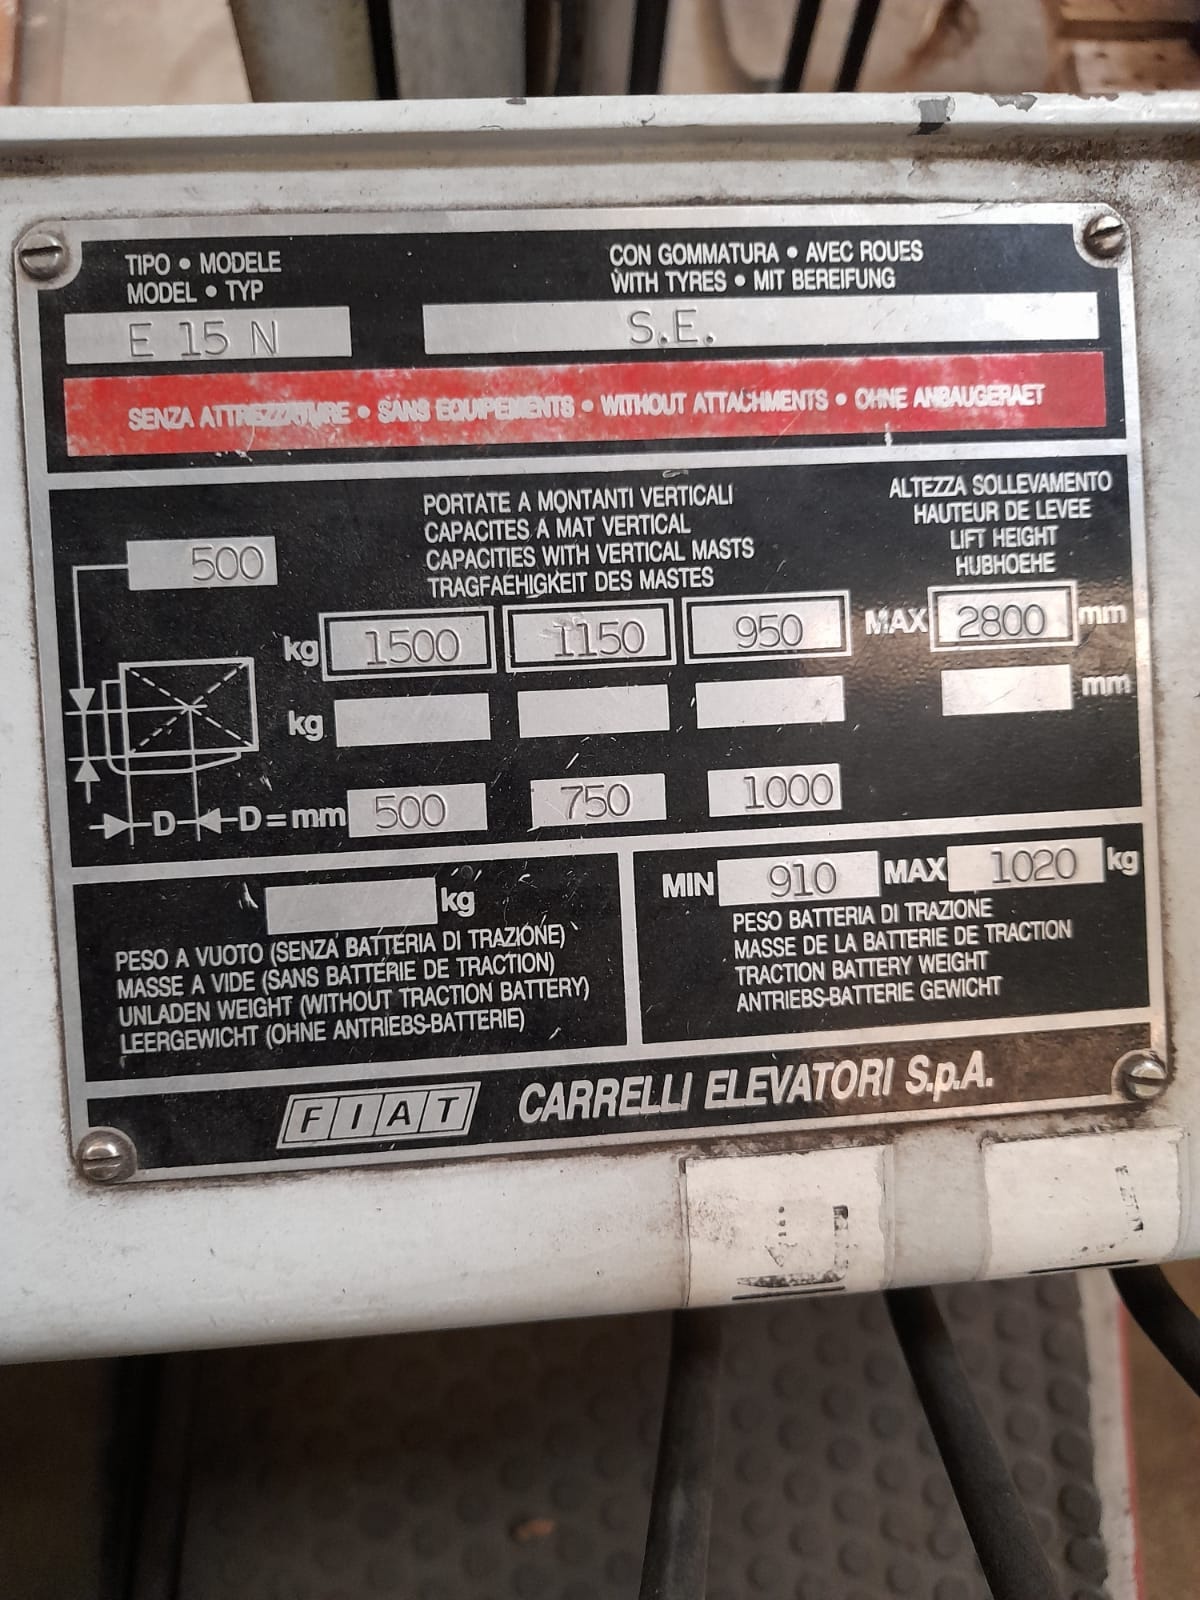 TIPO • MODELE
MODEL • TYP
CON GOMMATURA • AVEC ROUES
WITH TYRES • MIT BEREIFUNG
E 15 N
S.E.
SENZA ATTREZZATURE • SANS EQUIPEMENTS • WITHOUT ATTACHMENTS • OHNE ANBAUGERAET
PORTATE A MONTANTI VERTICALI
CAPACITES A MAT VERTICAL
CAPACITIES WITH VERTICAL MASTS
TRAGFAEHIGKEIT DES MASTES
ALTEZZA SOLLEVAMENTO
HAUTEUR DE LEVEE
LIFT HEIGHT
HUBHOEHE
500
kg 1500 1150 950 MAX 2800 mm
kg mm
D D = mm 500 750 1000
kg
PESO A VUOTO (SENZA BATTERIA DI TRAZIONE)
MASSE A VIDE (SANS BATTERIE DE TRACTION)
UNLADEN WEIGHT (WITHOUT TRACTION BATTERY)
LEERGEWICHT (OHNE ANTRIEBS-BATTERIE)
MIN 910 MAX 1020 kg
PESO BATTERIA DI TRAZIONE
MASSE DE LA BATTERIE DE TRACTION
TRACTION BATTERY WEIGHT
ANTRIEBS-BATTERIE GEWICHT
FIAT CARRELLI ELEVATORI S.p.A.